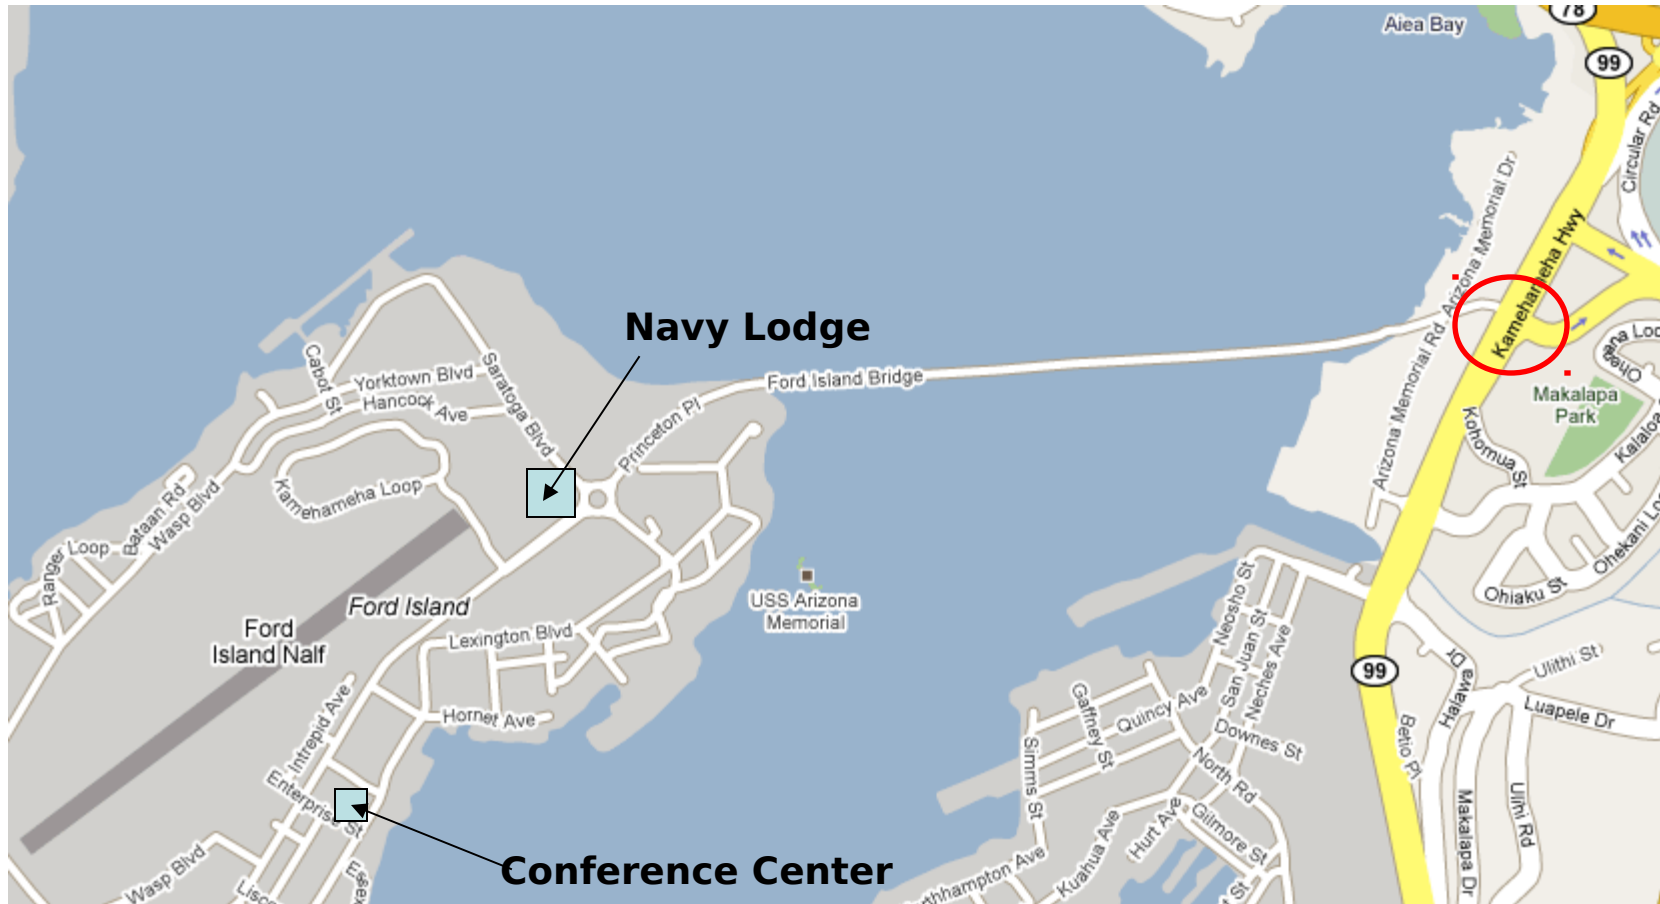 78
Aiea Bay
99
Circular Rd
Arizona Memorial Dr
Kamehameha Hwy
Navy Lodge
Ford Island Bridge
Cabot St
Yorktown Blvd
Hancock Ave
Saratoga Blvd
Princeton Pl
Arizona Memorial Rd
Makalapa
Park
Kohomua St
Kamehameha Loop
Bataan Rd
Wasp Blvd
Ranger Loop
Ford Island
Ford
Island Nalf
USS Arizona
Memorial
Lexington Blvd
Hornet Ave
Intrepid Ave
Enterprise St
Conference Center
Wasp Blvd
Neosho St
San Juan St
Neches Ave
Gaffney St
Quincy Ave
Downes St
Simms St
North Rd
Hurt Ave
Gilmore St
Kuahua Ave
Ohiaku St
99
Halawa Dr
Ulithi St
Luapele Dr
Betio Pl
Makalapa Dr
Ulihi Rd